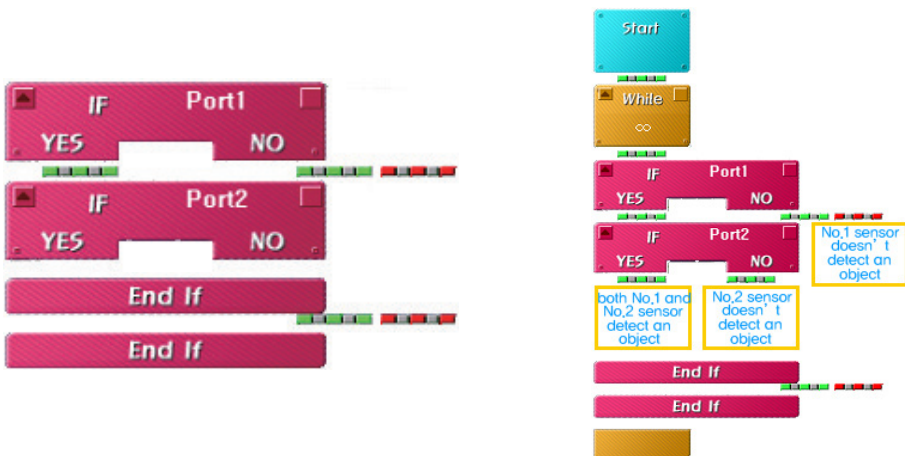 IF Port1
YES NO
IF Port2
YES NO
End If
End If
Start
While
∞
IF Port1
YES NO
IF Port2
YES NO
No,1 sensor
doesn' t
detect an
object
both No,1 and
No,2 sensor
detect an
object
No,2 sensor
doesn' t
detect an
object
End If
End If